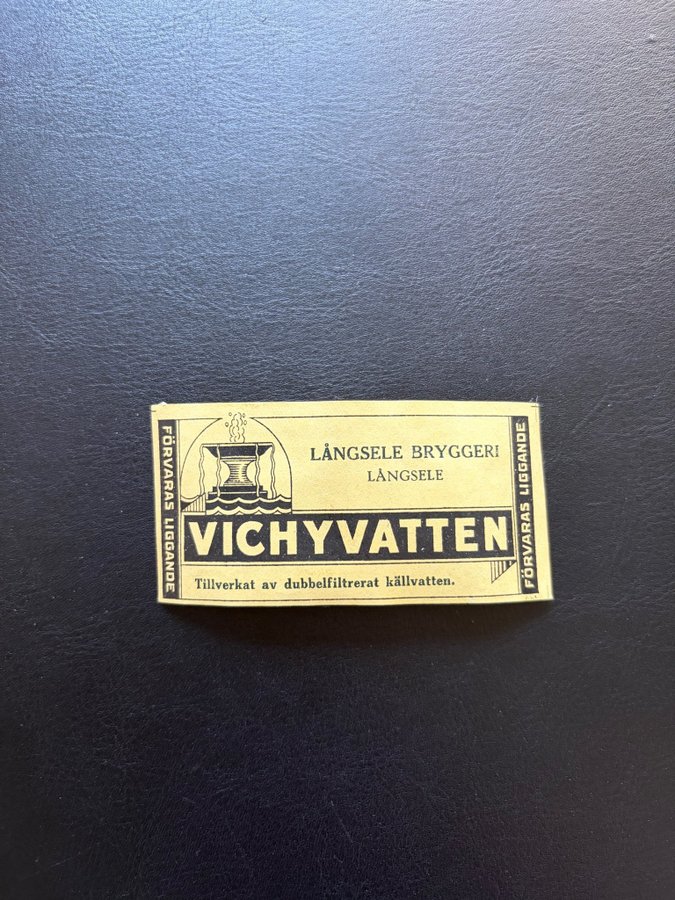 FÖRVARAS LIGGANDE
LÅNGSELE BRYGGERI
LÅNGSELE
VICHYVATTEN
Tillverkat av dubbelfiltrerat källvatten.
FÖRVARAS LIGGANDE